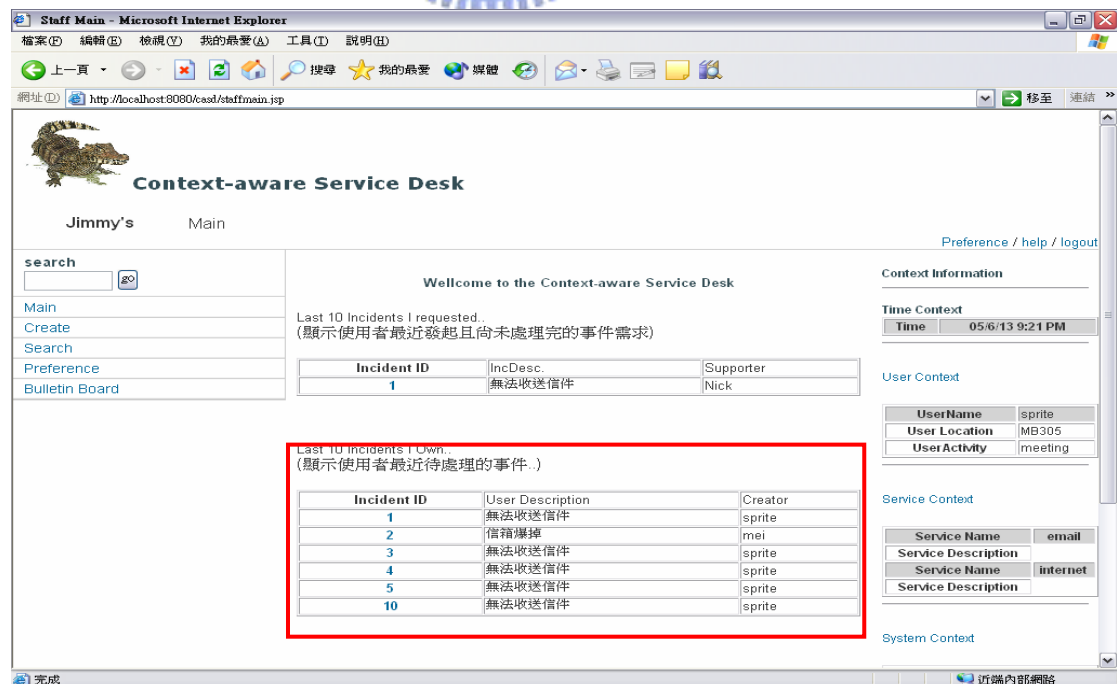 Staff Main - Microsoft Internet Explorer
檔案(F) 編輯(E) 檢視(V) 我的最愛(A) 工具(T) 說明(H)
上一頁 搜尋 我的最愛 媒體
網址(D) http://localhost:8080/casd/staffmain.jsp 移至 連結 »
Context-aware Service Desk
Jimmy's Main
Preference / help / logout
search
go
Main
Create
Search
Preference
Bulletin Board
Wellcome to the Context-aware Service Desk
Last 10 Incidents I requested..
(顯示使用者最近發起且尚未處理完的事件需求)
Incident ID IncDesc. Supporter
1 無法收送信件 Nick
Last 10 Incidents I Own..
(顯示使用者最近待處理的事件..)
Incident ID User Description Creator
1 無法收送信件 sprite
2 信箱爆掉 mei
3 無法收送信件 sprite
4 無法收送信件 sprite
5 無法收送信件 sprite
10 無法收送信件 sprite
Context Information
Time Context
Time 05/6/13 9:21 PM
User Context
UserName sprite
User Location MB305
UserActivity meeting
Service Context
Service Name email
Service Description
Service Name internet
Service Description
System Context
完成 近端內部網路